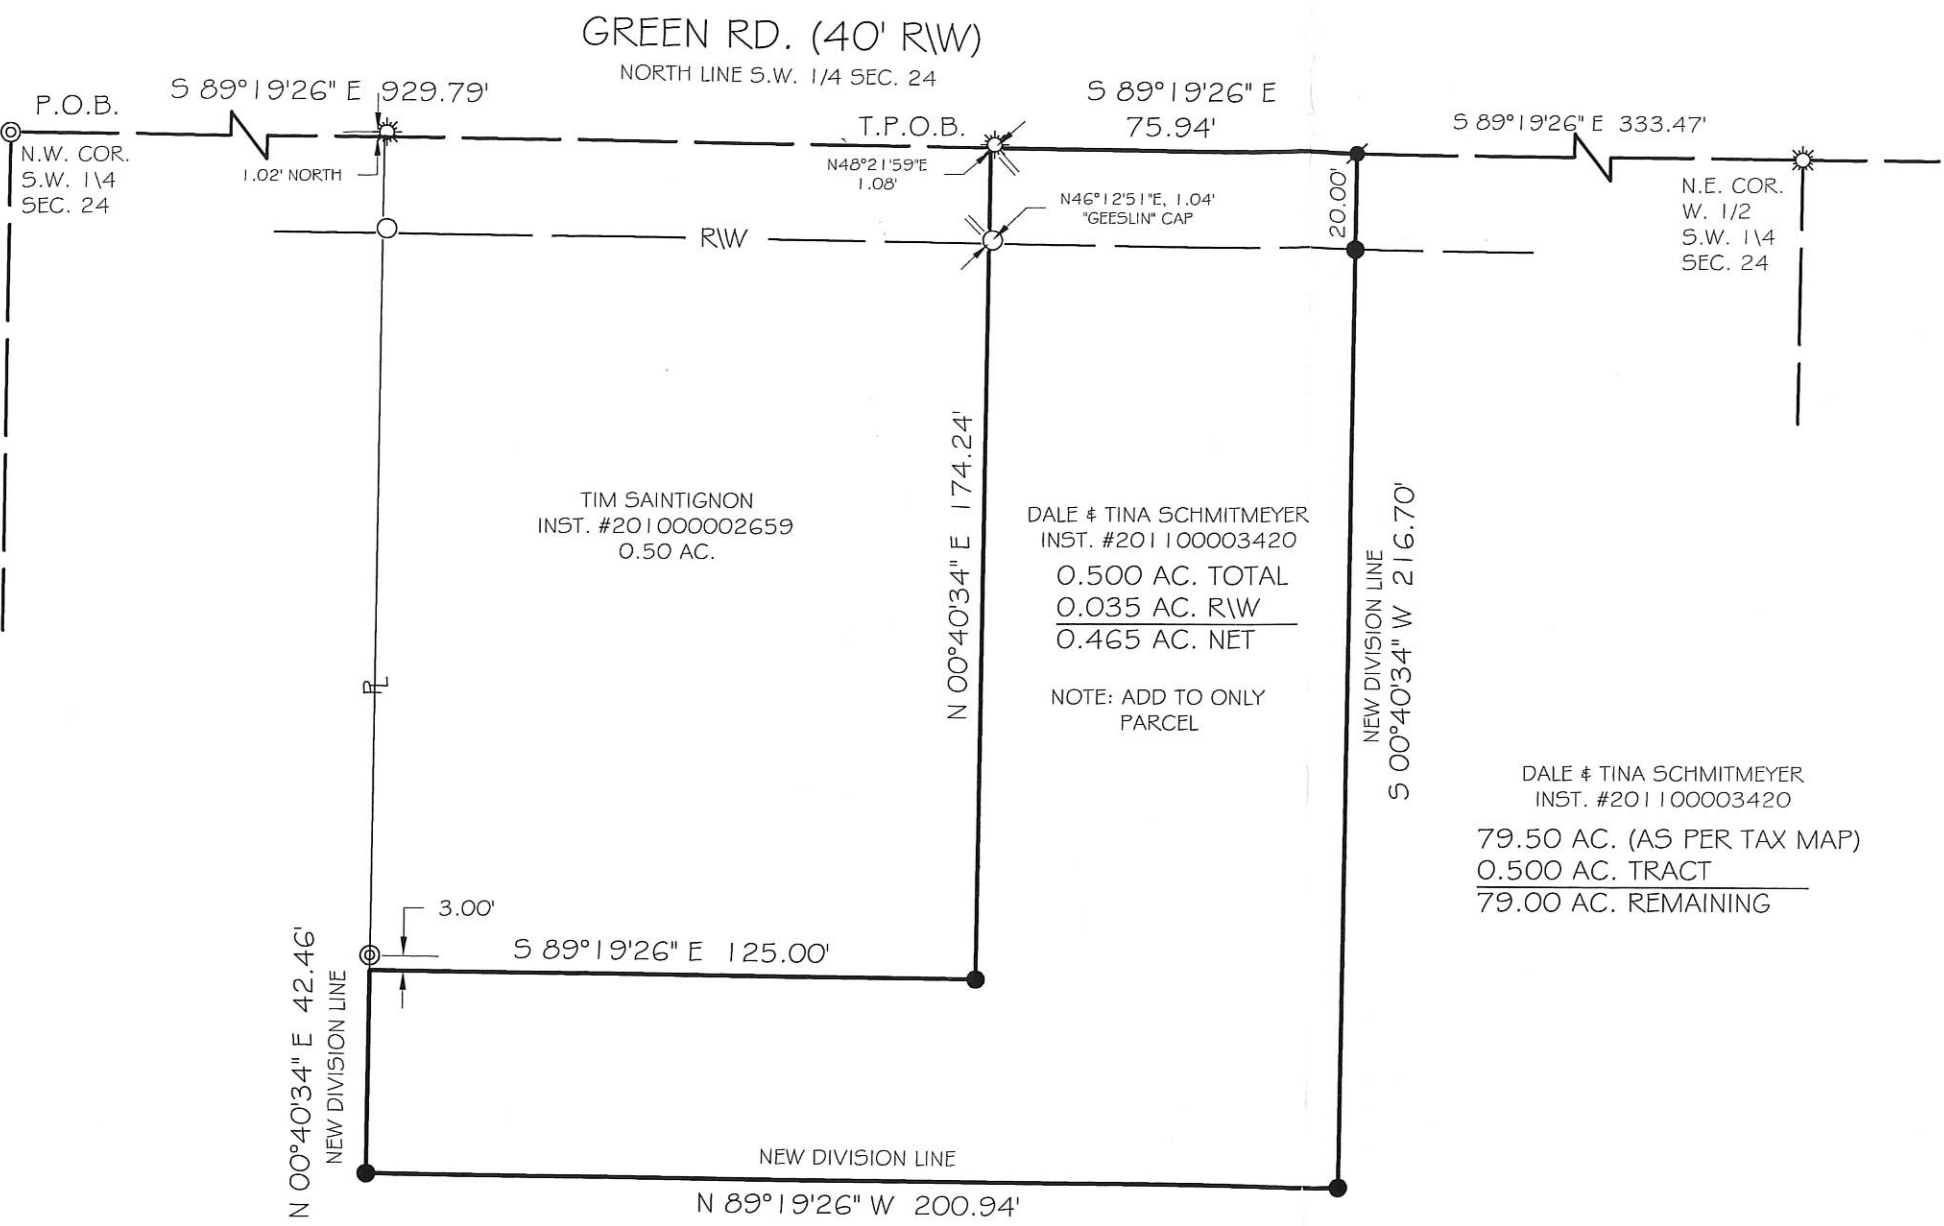 GREEN RD. (40' R\W)
NORTH LINE S.W. 1/4 SEC. 24
P.O.B.
S 89°19'26" E 929.79'
T.P.O.B.
S 89°19'26" E
75.94'
S 89°19'26" E 333.47'
N.W. COR.
S.W. 1\4
SEC. 24
1.02' NORTH
N48°21'59"E
1.08'
N46°12'51"E, 1.04'
"GEESLIN" CAP
20.00'
N.E. COR.
W. 1/2
S.W. 1\4
SEC. 24
R\W
N 00°40'34" E 174.24'
TIM SAINTIGNON
INST. #201000002659
0.50 AC.
DALE & TINA SCHMITMEYER
INST. #201100003420
0.500 AC. TOTAL
0.035 AC. R\W
0.465 AC. NET
NOTE: ADD TO ONLY
PARCEL
NEW DIVISION LINE
S 00°40'34" W 216.70'
PL
DALE & TINA SCHMITMEYER
INST. #201100003420
79.50 AC. (AS PER TAX MAP)
0.500 AC. TRACT
79.00 AC. REMAINING
3.00'
S 89°19'26" E 125.00'
N 00°40'34" E 42.46'
NEW DIVISION LINE
NEW DIVISION LINE
N 89°19'26" W 200.94'